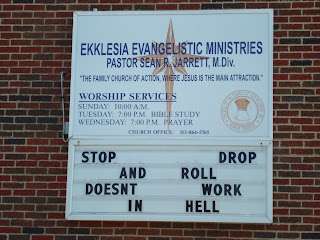 EKKLESIA EVANGELISTIC MINISTRIES
PASTOR SEAN R. JARRETT, M.Div.
"THE FAMILY CHURCH OF ACTION, WHERE JESUS IS THE MAIN ATTRACTION."
WORSHIP SERVICES
SUNDAY: 10:00 A.M.
TUESDAY: 7:00 P.M. BIBLE STUDY
WEDNESDAY: 7:00 P.M. PRAYER
CHURCH OFFICE
STOP DROP
AND ROLL
DOESNT WORK
IN HELL